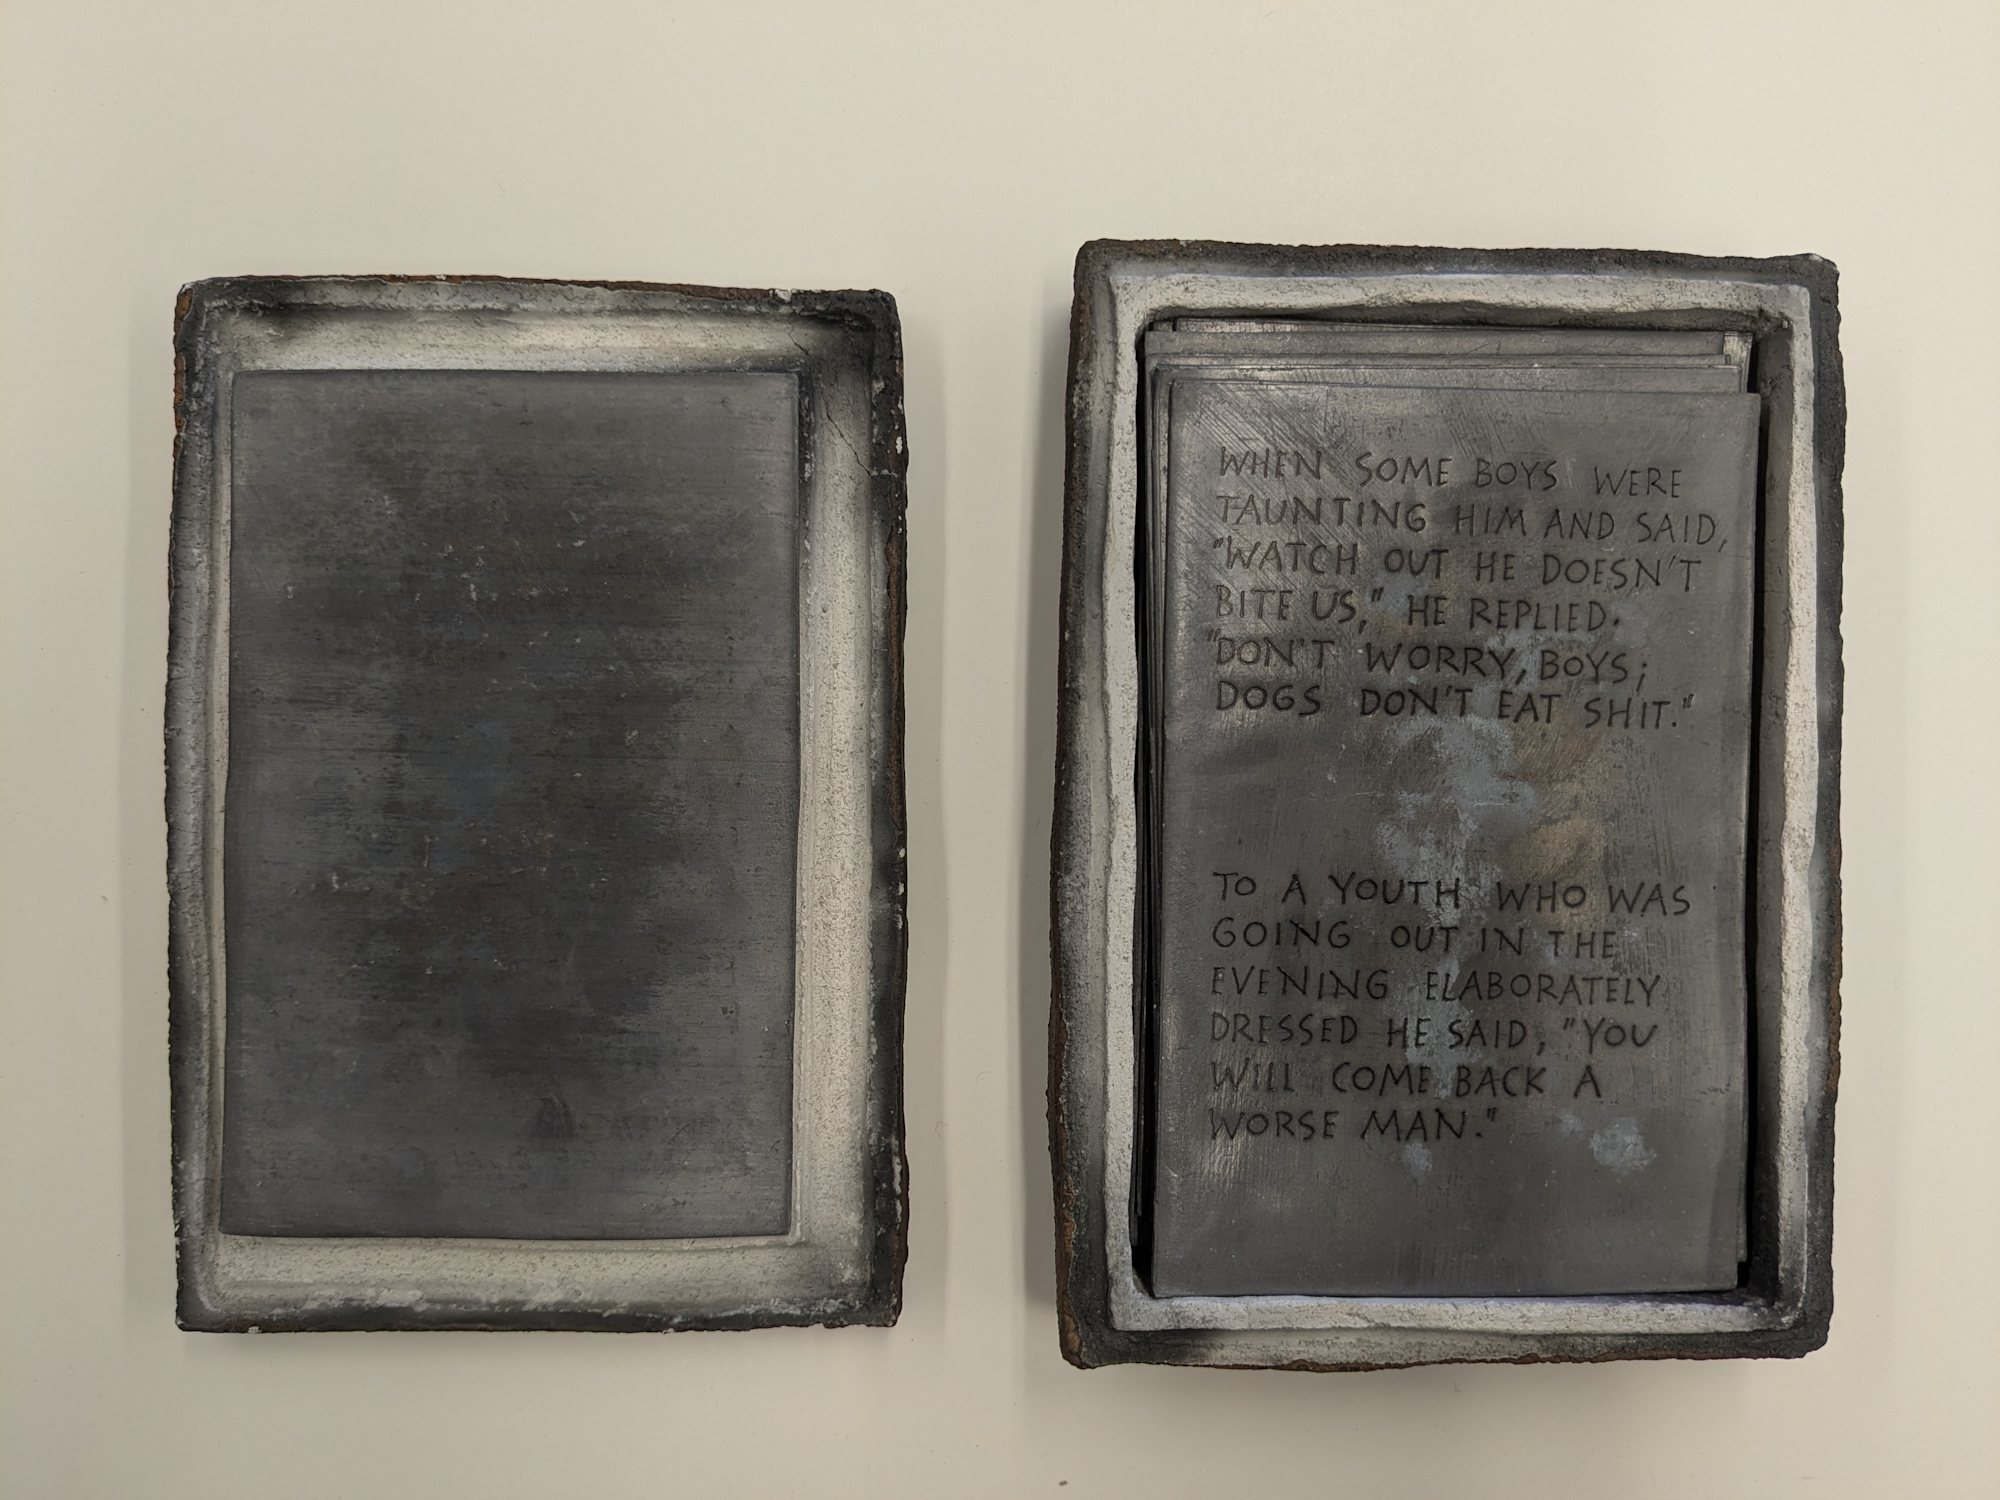 WHEN SOME BOYS WERE
TAUNTING HIM AND SAID,
"WATCH OUT HE DOESN'T
BITE US," HE REPLIED.
"DON'T WORRY, BOYS;
DOGS DON'T EAT SHIT."
TO A YOUTH WHO WAS
GOING OUT IN THE
EVENING ELABORATELY
DRESSED HE SAID, "YOU
WILL COME BACK A
WORSE MAN."